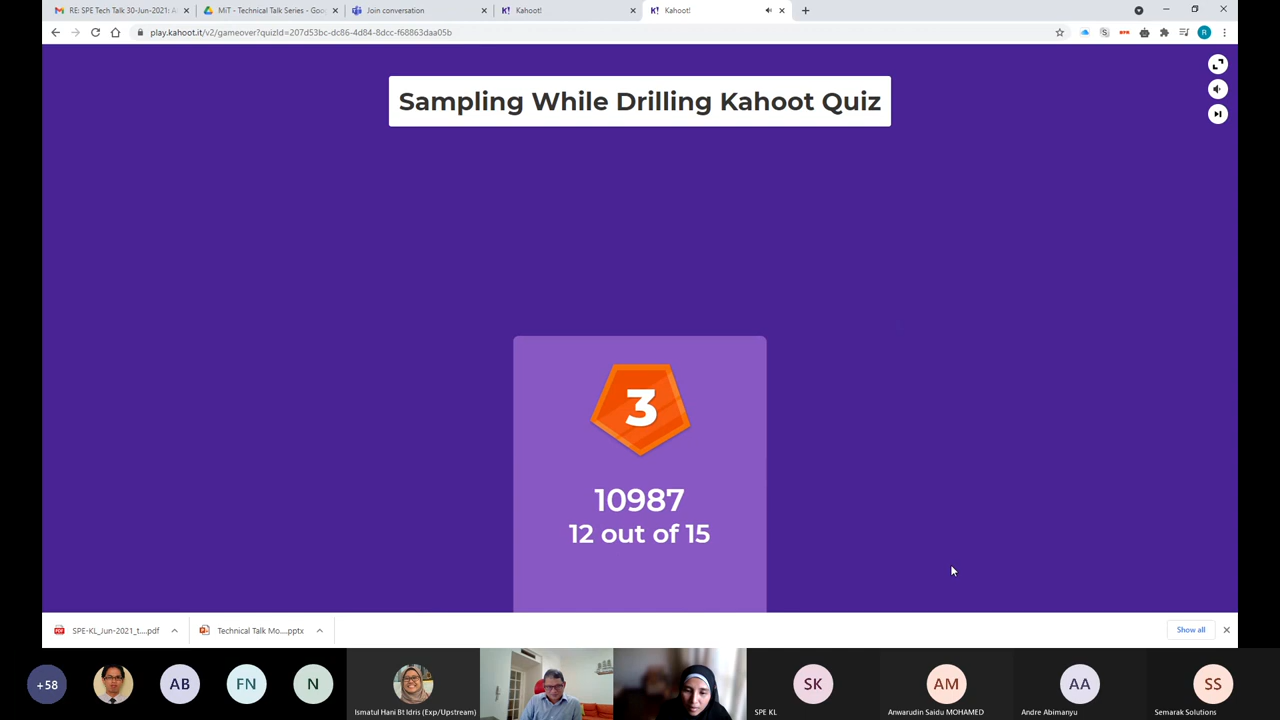 RE: SPE Tech Talk 30-Jun-2021: A
MiT - Technical Talk Series - Goo
Join conversation
K! Kahoot!
K! Kahoot!
play.kahoot.it/v2/gameover?quizId=207d53bc-dc86-4d84-8dcc-f68863daa05b
R
Sampling While Drilling Kahoot Quiz
3
10987
12 out of 15
SPE-KL_Jun-2021_t....pdf
Technical Talk Mo....pptx
Show all
+58
AB
FN
N
SK
AM
AA
SS
Ismatul Hani Bt Idris (Exp/Upstream)
SPE KL
Anwarudin Saidu MOHAMED
Andre Abimanyu
Semarak Solutions